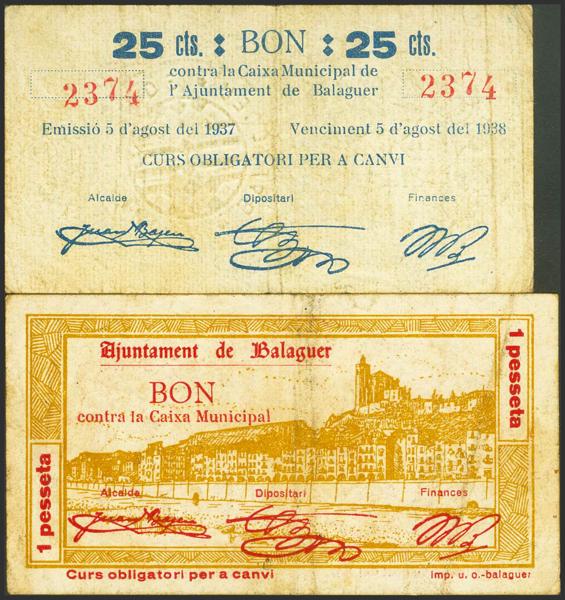 25 cts. : BON : 25 cts.
contra la Caixa Municipal de
l'Ajuntament de Balaguer
2374
2374
Emissió 5 d'agost del 1937 Venciment 5 d'agost del 1938
CURS OBLIGATORI PER A CANVI
Alcalde Dipositari Finances
Ajuntament de Balaguer
BON
contra la Caixa Municipal
1 pesseta
1 pesseta
Alcalde Dipositari Finances
Curs obligatori per a canvi
imp. u. o.-balaguer